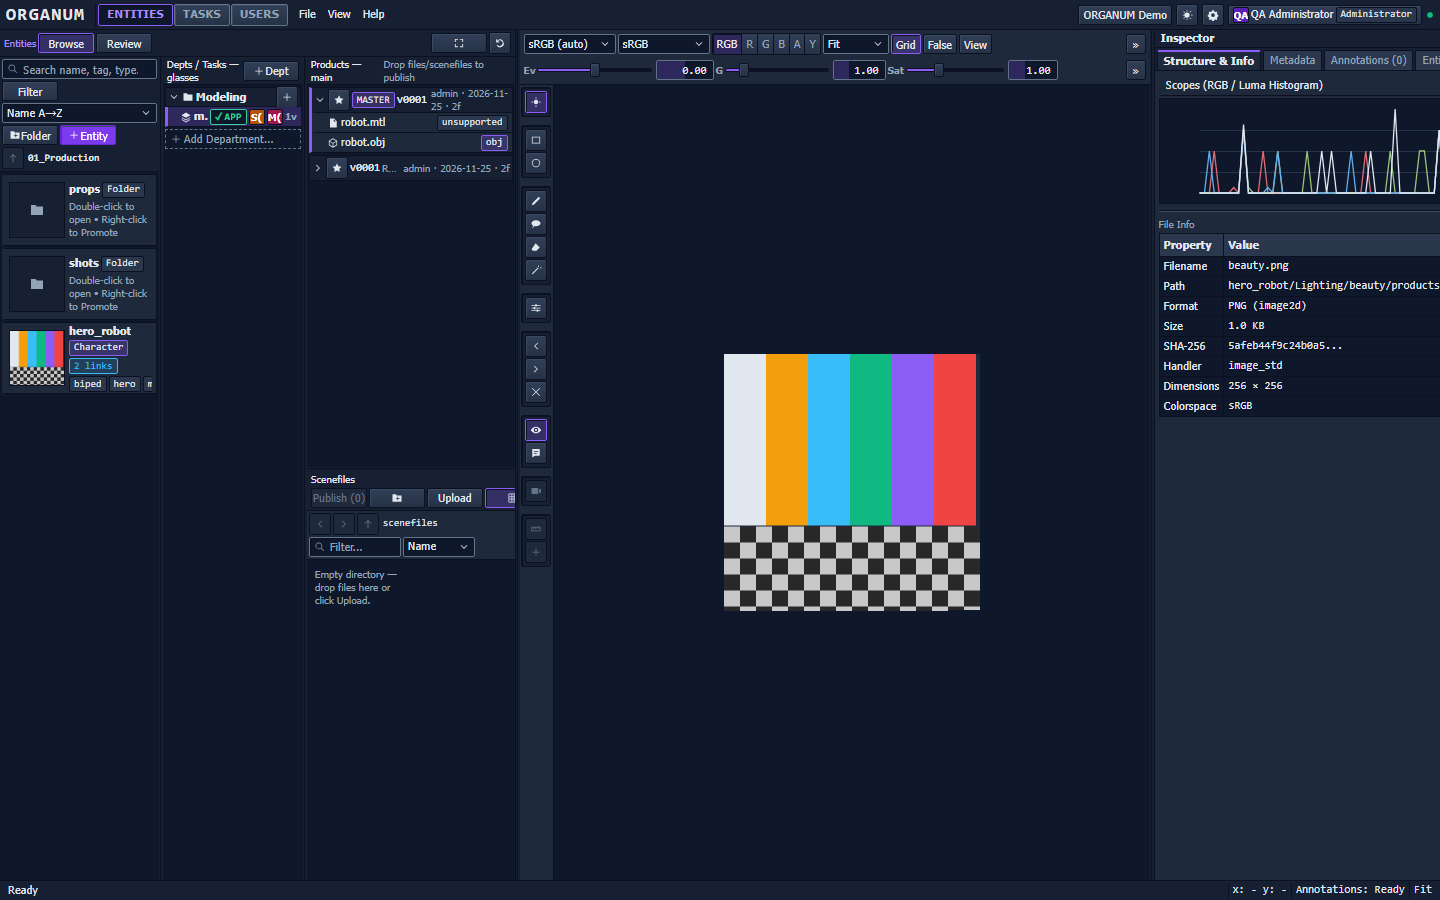 ORGANUM ENTITIES TASKS USERS File View Help ORGANUM Demo QA QA Administrator Administrator
Entities Browse Review
Search name, tag, type.
Filter
Name A→Z
Folder + Entity
01_Production
props Folder
Double-click to
open • Right-click
to Promote
shots Folder
Double-click to
open • Right-click
to Promote
hero_robot
Character
2 links
biped hero
Depts / Tasks —
glasses
+ Dept
Modeling
m. ✓ APP S( M( 1v
+ Add Department...
Products —
main
Drop files/scenefiles to
publish
MASTER v0001 admin · 2026-11-
25 · 2f
robot.mtl unsupported
robot.obj obj
v0001 R... admin · 2026-11-25 · 2f
Scenefiles
Publish (0) Upload
scenefiles
Filter... Name
Empty directory —
drop files here or
click Upload.
sRGB (auto) sRGB RGB R G B A Y Fit Grid False View »
Ev 0.00 G 1.00 Sat 1.00 »
Inspector
Structure & Info Metadata Annotations (0) Enti
Scopes (RGB / Luma Histogram)
File Info
Property Value
Filename beauty.png
Path hero_robot/Lighting/beauty/products
Format PNG (image2d)
Size 1.0 KB
SHA-256 5afeb44f9c24b0a5...
Handler image_std
Dimensions 256 × 256
Colorspace sRGB
Ready x: - y: - Annotations: Ready Fit